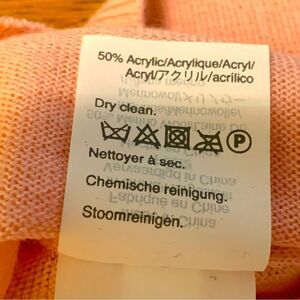 50% Acrylic/Acrylique/Acryl/
Acryl/アクリル/acrilico
Dry clean.
P
Nettoyer à sec.
Chemische reinigung.
Stoomreinigen.